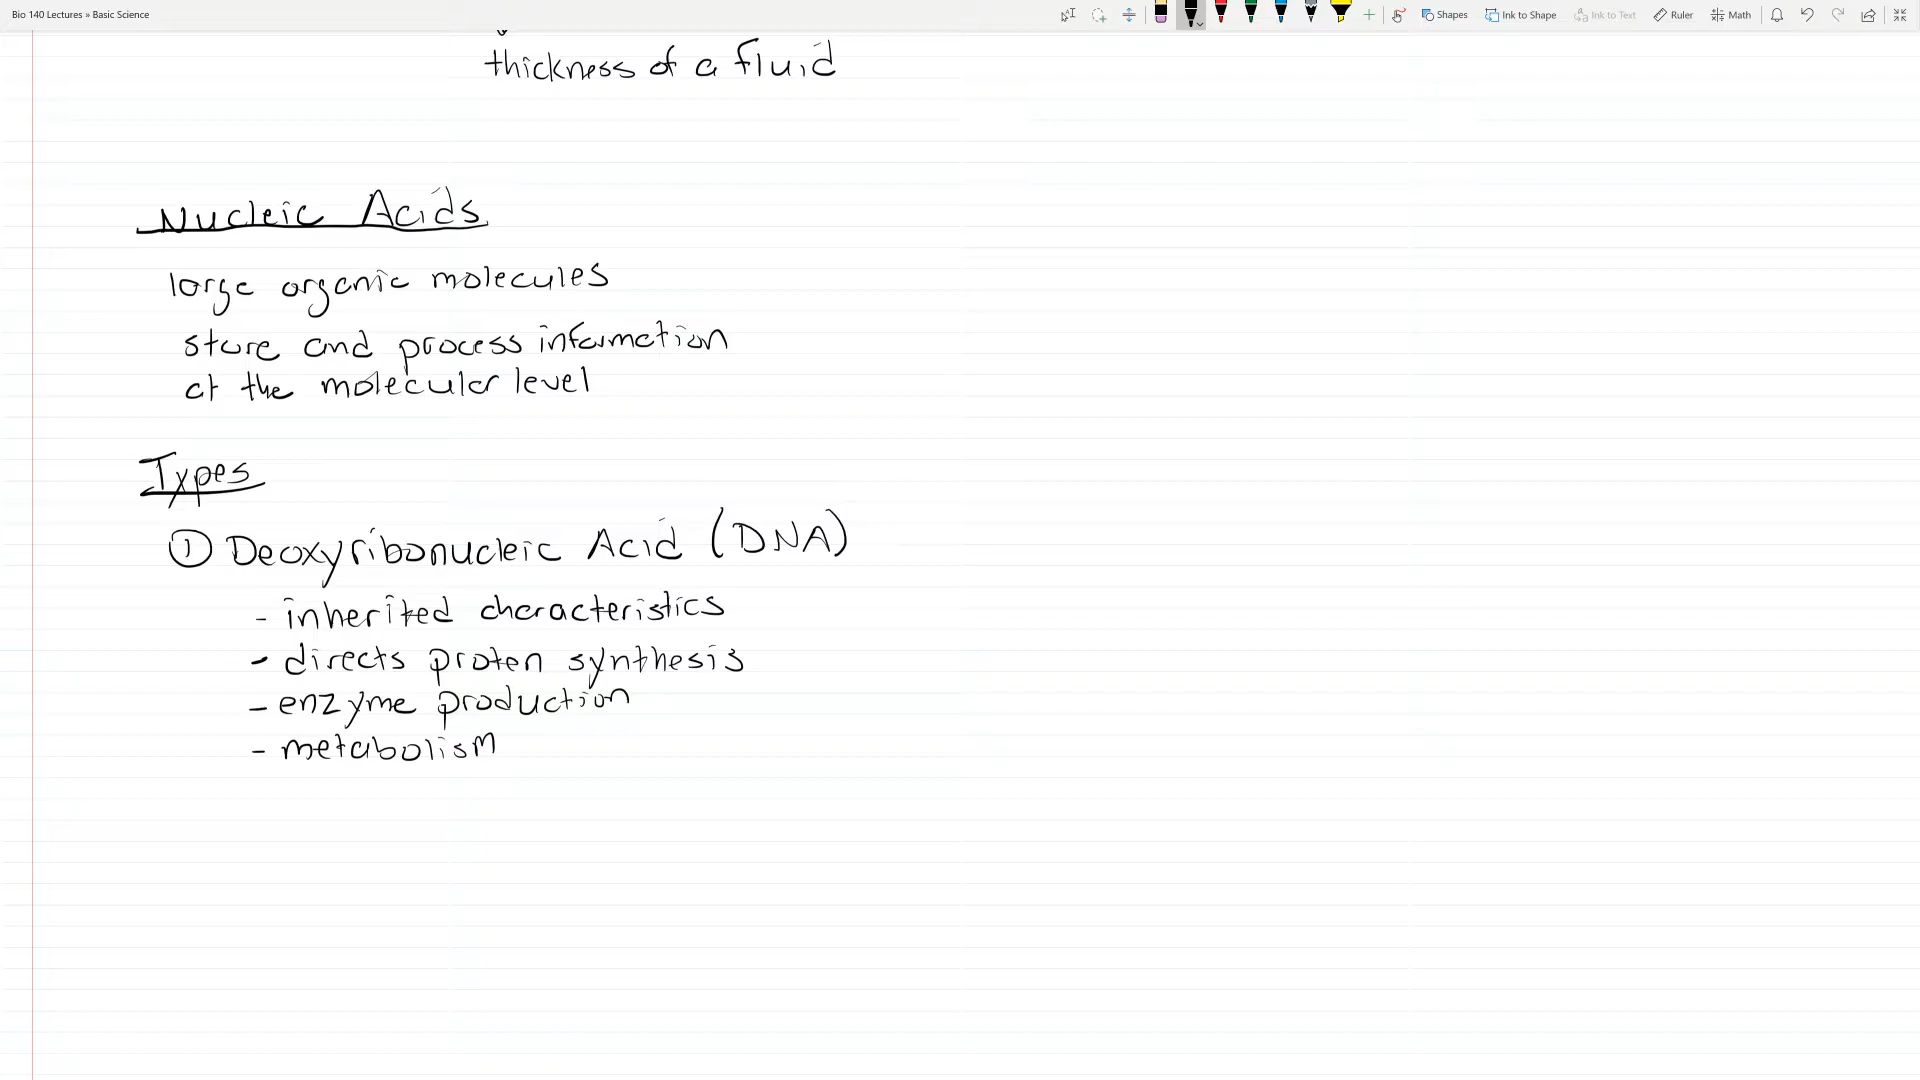 Bio 140 Lectures » Basic Science
Shapes Ink to Shape Ink to Text Ruler Math
thickness of a fluid
Nucleic Acids
large organic molecules
store and process information
at the molecular level
Types
① Deoxyribonucleic Acid (DNA)
- inherited characteristics
- directs proten synthesis
- enzyme production
- metabolism